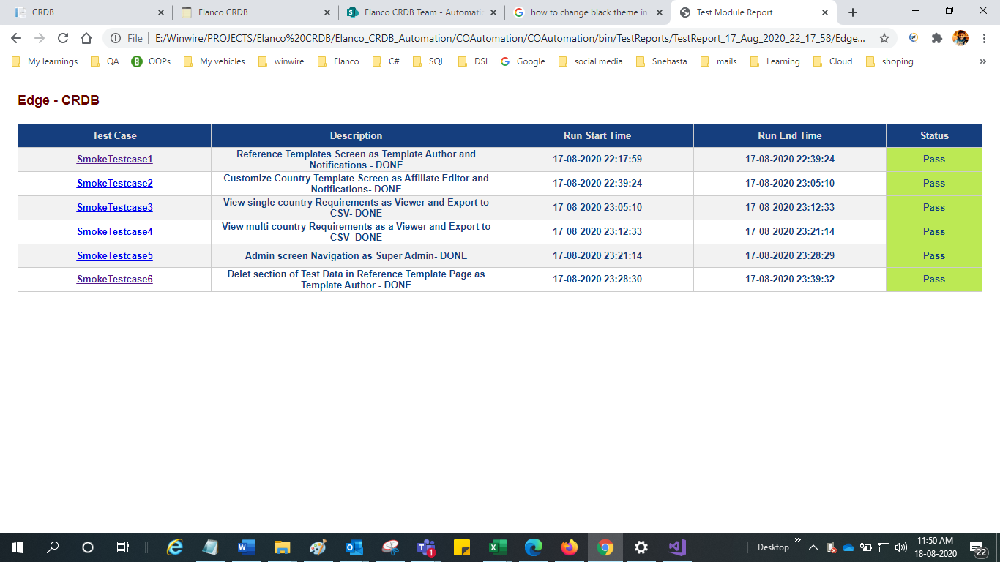 CRDB
Elanco CRDB
Elanco CRDB Team - Automatic
how to change black theme in
Test Module Report
File
E:/Winwire/PROJECTS/Elanco%20CRDB/Elanco_CRDB_Automation/COAutomation/COAutomation/bin/TestReports/TestReport_17_Aug_2020_22_17_58/Edge...
My learnings QA OOPs My vehicles winwire Elanco C# SQL DSI Google social media Snehasta mails Learning Cloud shoping »
Edge - CRDB
Test Case Description Run Start Time Run End Time Status
SmokeTestcase1
Reference Templates Screen as Template Author and
Notifications - DONE
17-08-2020 22:17:59 17-08-2020 22:39:24 Pass
SmokeTestcase2
Customize Country Template Screen as Affiliate Editor and
Notifications- DONE
17-08-2020 22:39:24 17-08-2020 23:05:10 Pass
SmokeTestcase3
View single country Requirements as Viewer and Export to
CSV- DONE
17-08-2020 23:05:10 17-08-2020 23:12:33 Pass
SmokeTestcase4
View multi country Requirements as a Viewer and Export to
CSV- DONE
17-08-2020 23:12:33 17-08-2020 23:21:14 Pass
SmokeTestcase5
Admin screen Navigation as Super Admin- DONE
17-08-2020 23:21:14 17-08-2020 23:28:29 Pass
SmokeTestcase6
Delet section of Test Data in Reference Template Page as
Template Author - DONE
17-08-2020 23:28:30 17-08-2020 23:39:32 Pass
Desktop »
11:50 AM
18-08-2020
22
1